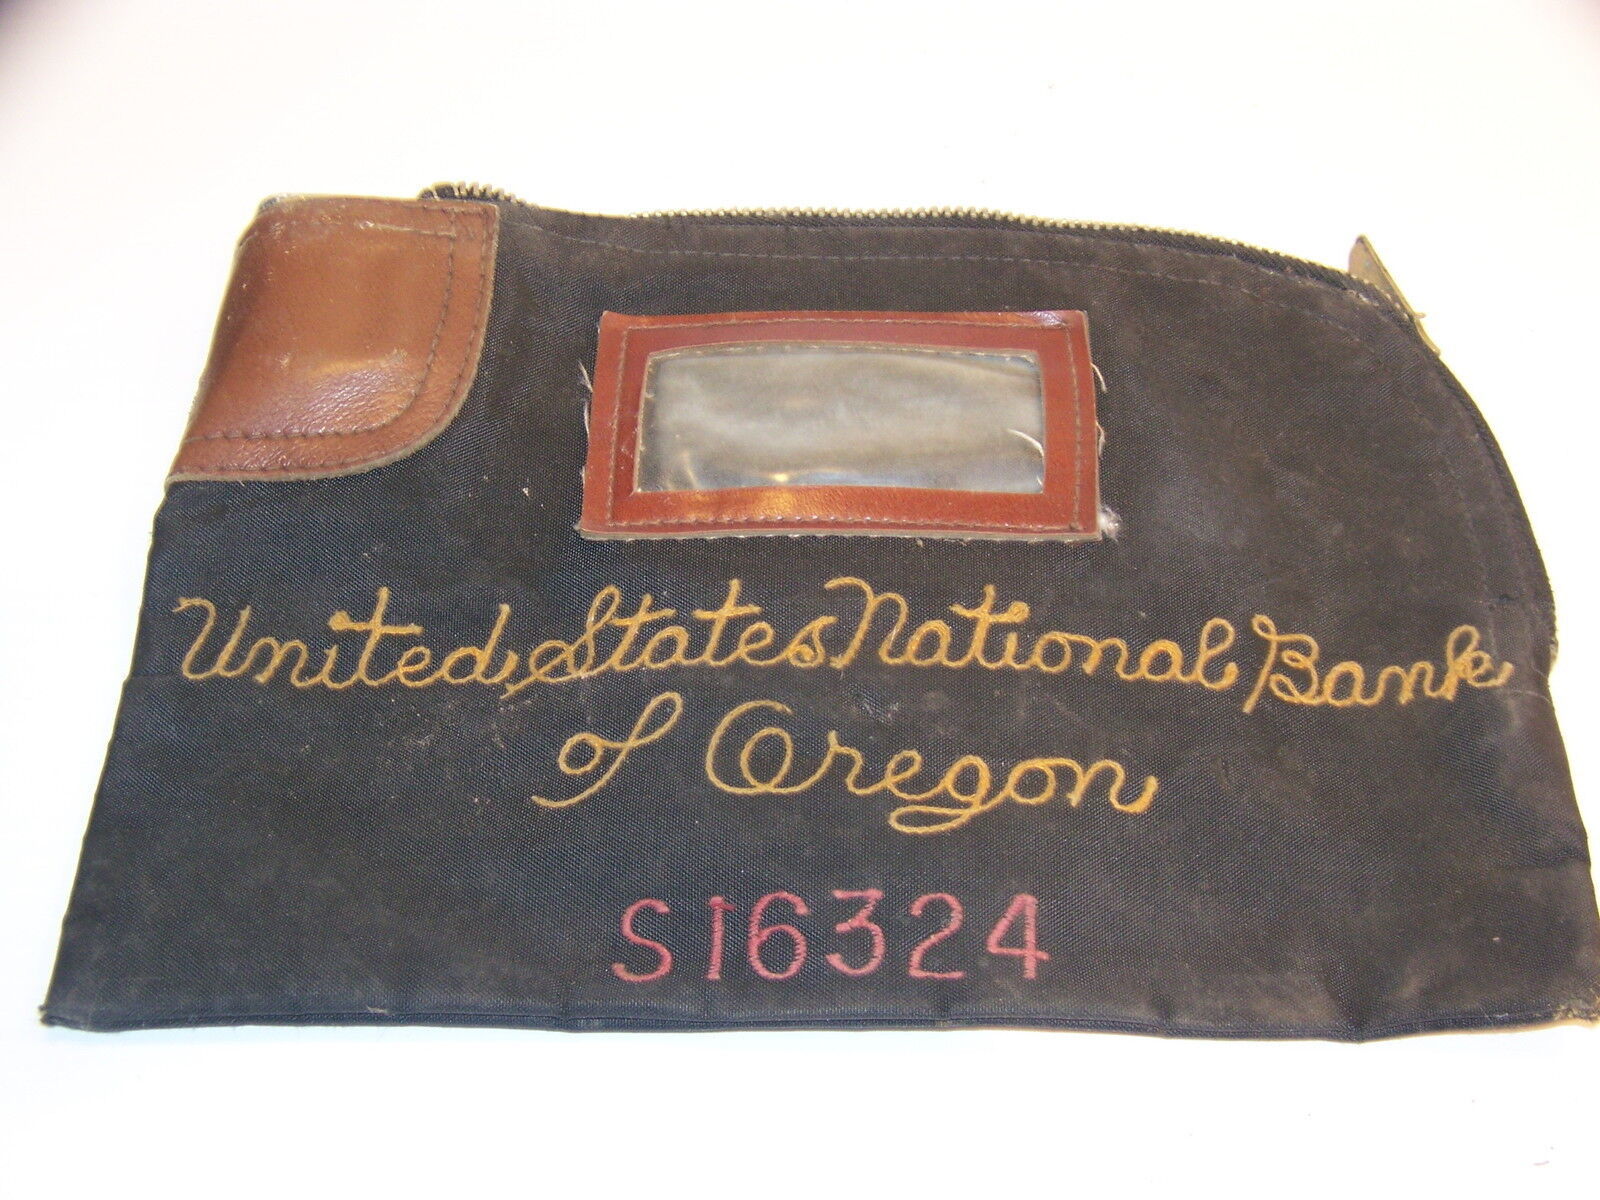 United States National Bank
of Oregon
S16324